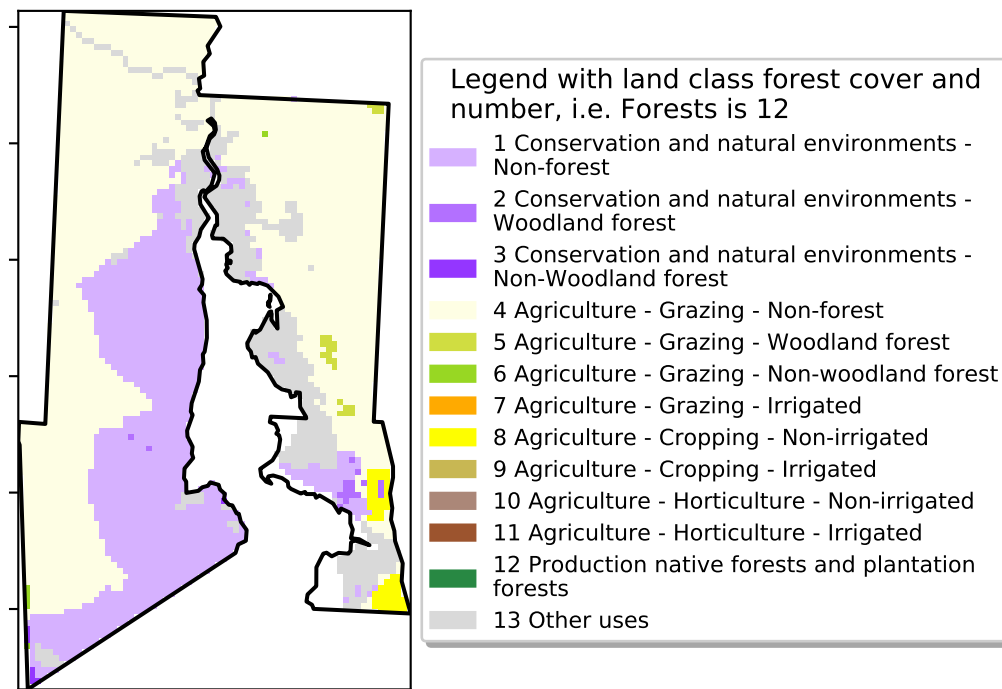 Legend with land class forest cover and
number, i.e. Forests is 12
1 Conservation and natural environments -
Non-forest
2 Conservation and natural environments -
Woodland forest
3 Conservation and natural environments -
Non-Woodland forest
4 Agriculture - Grazing - Non-forest
5 Agriculture - Grazing - Woodland forest
6 Agriculture - Grazing - Non-woodland forest
7 Agriculture - Grazing - Irrigated
8 Agriculture - Cropping - Non-irrigated
9 Agriculture - Cropping - Irrigated
10 Agriculture - Horticulture - Non-irrigated
11 Agriculture - Horticulture - Irrigated
12 Production native forests and plantation
forests
13 Other uses